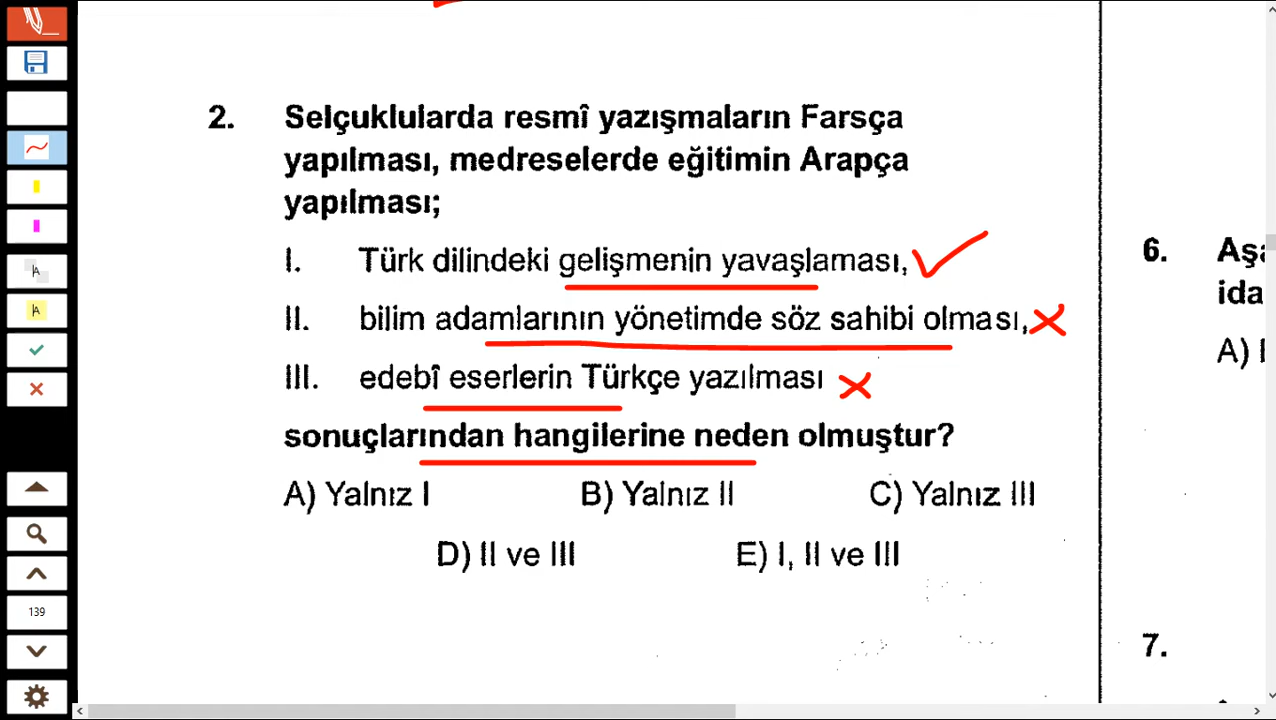 2. Selçuklularda resmî yazışmaların Farsça
yapılması, medreselerde eğitimin Arapça
yapılması;
I. Türk dilindeki gelişmenin yavaşlaması,
II. bilim adamlarının yönetimde söz sahibi olması,
III. edebî eserlerin Türkçe yazılması
sonuçlarından hangilerine neden olmuştur?
A) Yalnız I B) Yalnız II C) Yalnız III
D) II ve III E) I, II ve III
6.
ida
A)
7.
A
A
139